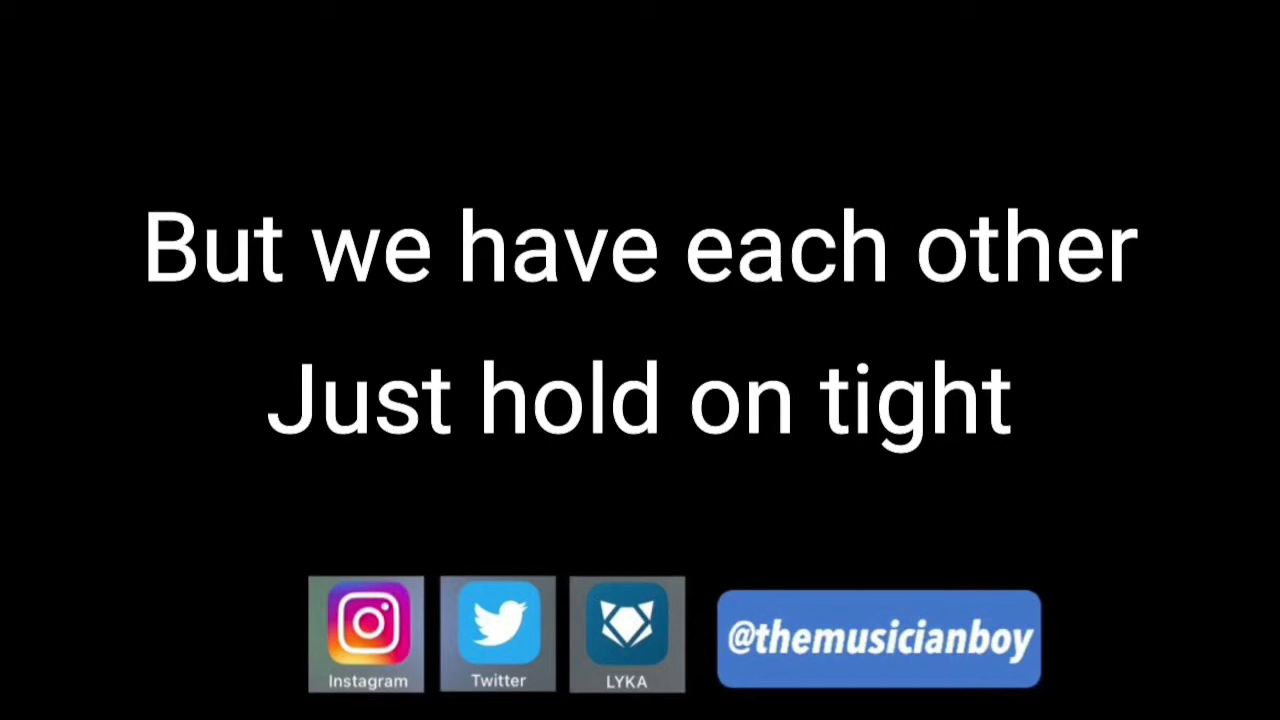 But we have each other
Just hold on tight
Instagram
Twitter
LYKA
@themusicianboy